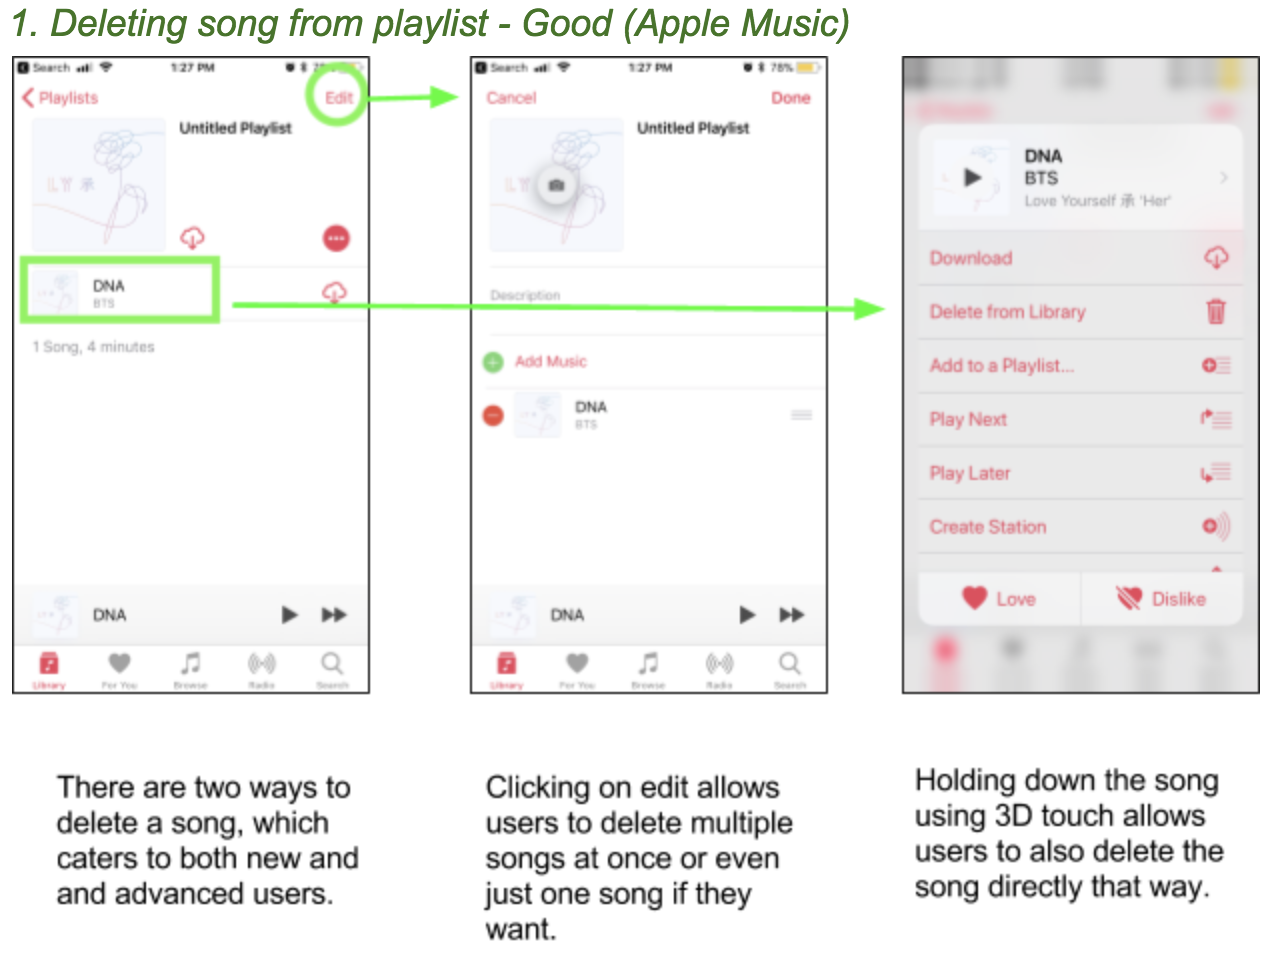 1. Deleting song from playlist - Good (Apple Music)
Search 1:27 PM
Playlists Edit
Untitled Playlist
LY 承
DNA
BTS
1 Song, 4 minutes
DNA
Library For You Browse Radio Search
Search 1:27 PM 78%
Cancel Done
Untitled Playlist
LY
Description
Add Music
DNA
BTS
DNA
Library For You Browse Radio Search
DNA
BTS
Love Yourself 承 'Her'
Download
Delete from Library
Add to a Playlist...
Play Next
Play Later
Create Station
Love Dislike
There are two ways to
delete a song, which
caters to both new and
and advanced users.
Clicking on edit allows
users to delete multiple
songs at once or even
just one song if they
want.
Holding down the song
using 3D touch allows
users to also delete the
song directly that way.